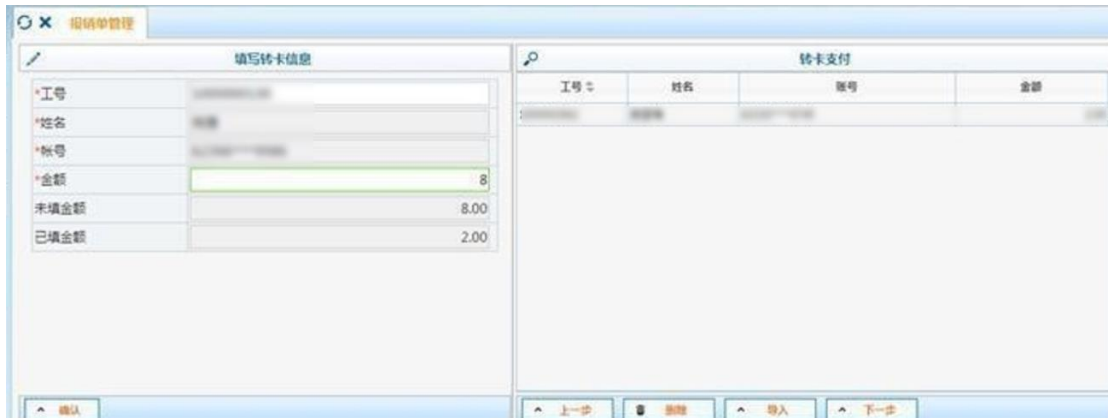 报销单管理
填写转卡信息
*工号
*姓名
*帐号
*金额 8
未填金额 8.00
已填金额 2.00
确认
转卡支付
工号 姓名 账号 金额
上一步 删除 导入 下一步